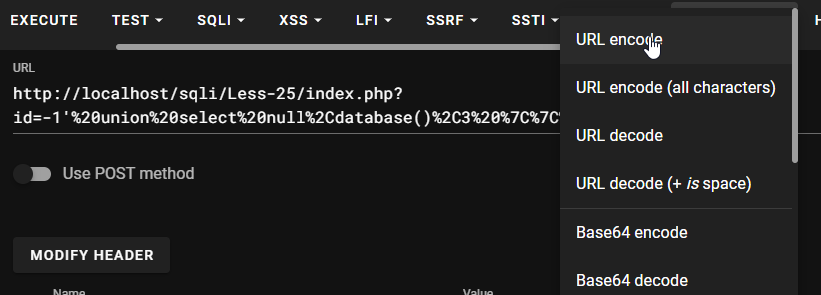 EXECUTE TEST SQLI XSS LFI SSRF SSTI
URL
http://localhost/sqli/Less-25/index.php?
id=-1'%20union%20select%20null%2Cdatabase()%2C3%20%7C%7C
Use POST method
MODIFY HEADER
Name Value
URL encode
URL encode (all characters)
URL decode
URL decode (+ is space)
Base64 encode
Base64 decode